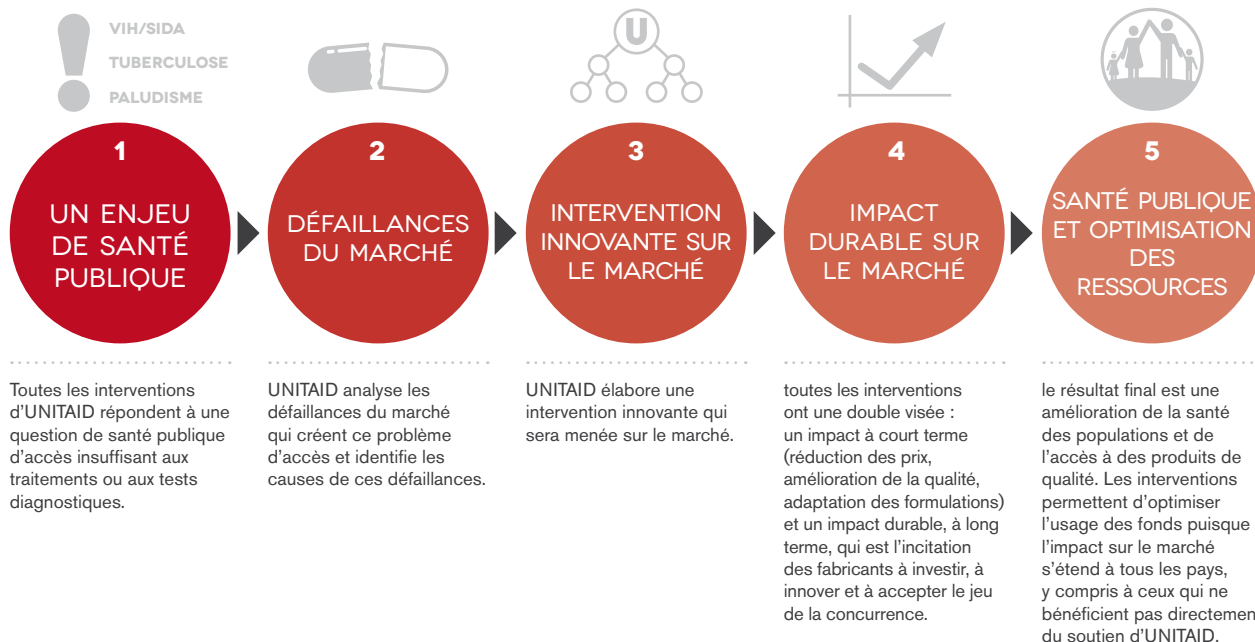 VIH/SIDA
TUBERCULOSE
PALUDISME
U
1
UN ENJEU
DE SANTÉ
PUBLIQUE
2
DÉFAILLANCES
DU MARCHÉ
3
INTERVENTION
INNOVANTE SUR
LE MARCHÉ
4
IMPACT
DURABLE SUR
LE MARCHÉ
5
SANTÉ PUBLIQUE
ET OPTIMISATION
DES
RESSOURCES
Toutes les interventions
d’UNITAID répondent à une
question de santé publique
d’accès insuffisant aux
traitements ou aux tests
diagnostiques.
UNITAID analyse les
défaillances du marché
qui créent ce problème
d’accès et identifie les
causes de ces défaillances.
UNITAID élabore une
intervention innovante qui
sera menée sur le marché.
toutes les interventions
ont une double visée :
un impact à court terme
(réduction des prix,
amélioration de la qualité,
adaptation des formulations)
et un impact durable, à long
terme, qui est l’incitation
des fabricants à investir, à
innover et à accepter le jeu
de la concurrence.
le résultat final est une
amélioration de la santé
des populations et de
l’accès à des produits de
qualité. Les interventions
permettent d’optimiser
l’usage des fonds puisque
l’impact sur le marché
s’étend à tous les pays,
y compris à ceux qui ne
bénéficient pas directemen
du soutien d’UNITAID.